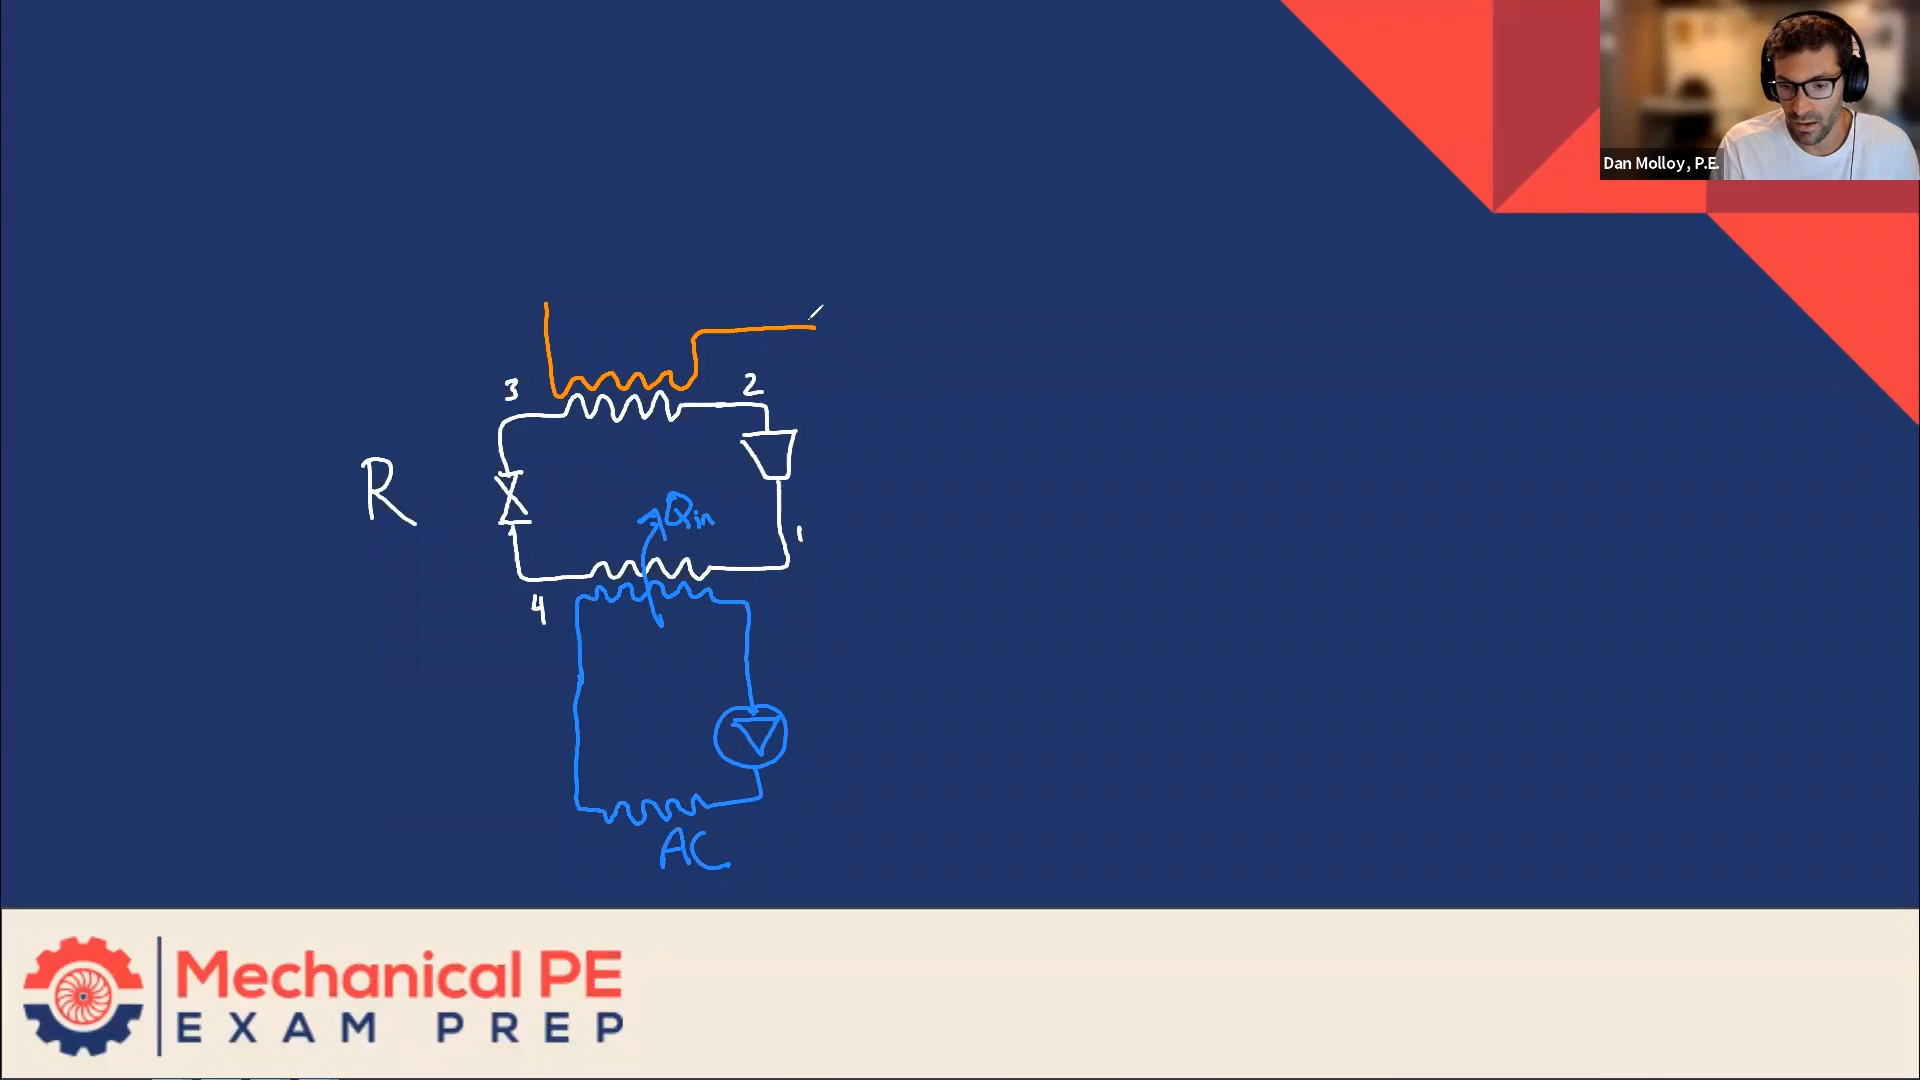 Dan Molloy, P.E.
3
2
R
Qin
1
4
AC
Mechanical PE
EXAM PREP